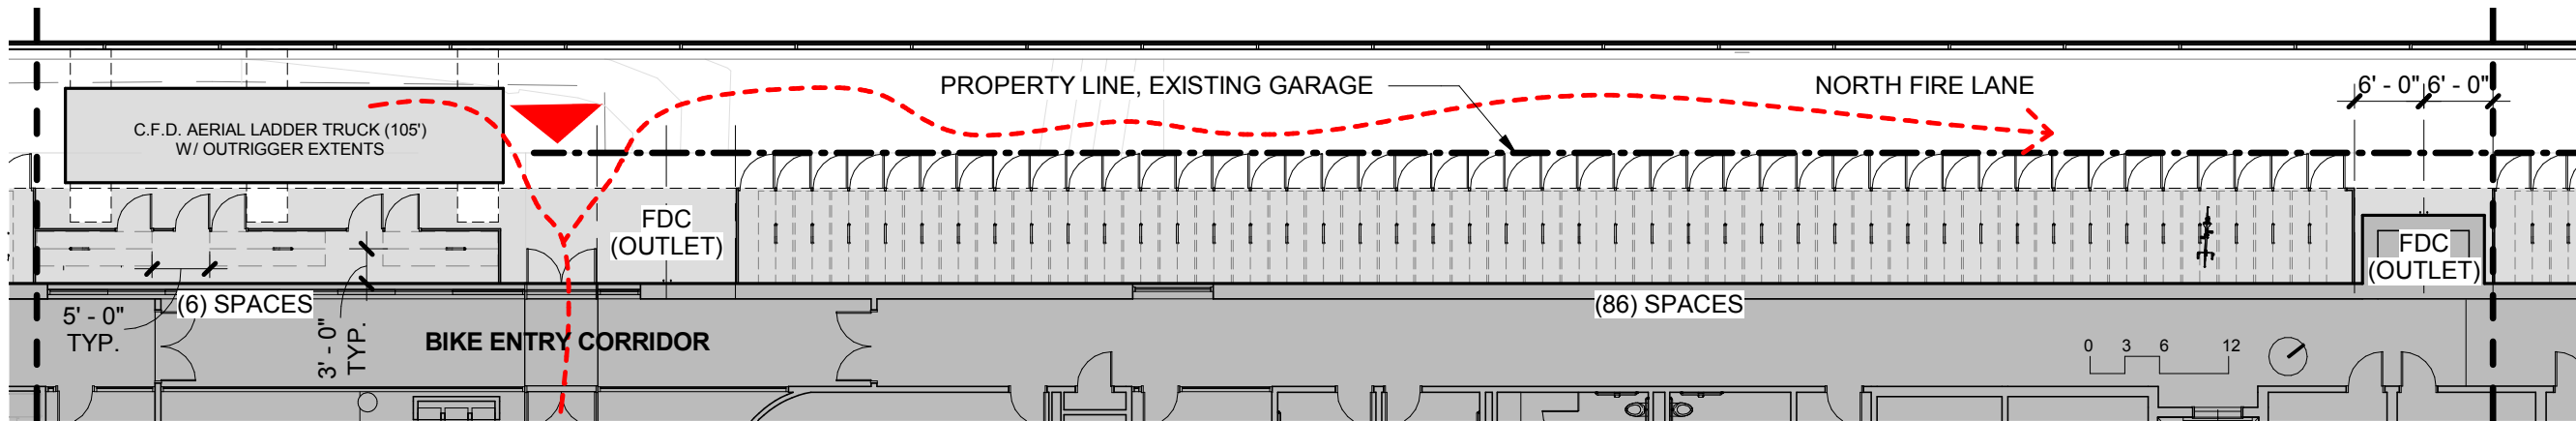 PROPERTY LINE, EXISTING GARAGE
NORTH FIRE LANE
6' - 0"
6' - 0"
C.F.D. AERIAL LADDER TRUCK (105')
W/ OUTRIGGER EXTENTS
FDC
(OUTLET)
FDC
(OUTLET)
(6) SPACES
(86) SPACES
5' - 0"
TYP.
3' - 0"
TYP.
BIKE ENTRY CORRIDOR
0 3 6 12